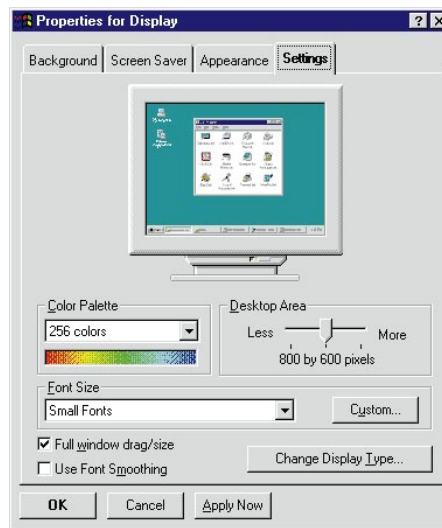 Properties for Display
Background Screen Saver Appearance Settings
Color Palette
256 colors
Desktop Area
Less More
800 by 600 pixels
Font Size
Small Fonts
Custom...
Full window drag/size
Use Font Smoothing
Change Display Type...
OK Cancel Apply Now